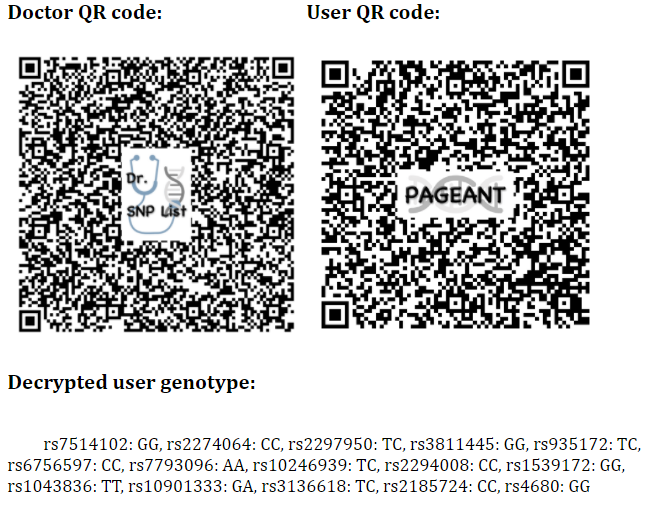 Doctor QR code:
User QR code:
Dr.
SNP List
PAGEANT
Decrypted user genotype:
rs7514102: GG, rs2274064: CC, rs2297950: TC, rs3811445: GG, rs935172: TC,
rs6756597: CC, rs7793096: AA, rs10246939: TC, rs2294008: CC, rs1539172: GG,
rs1043836: TT, rs10901333: GA, rs3136618: TC, rs2185724: CC, rs4680: GG